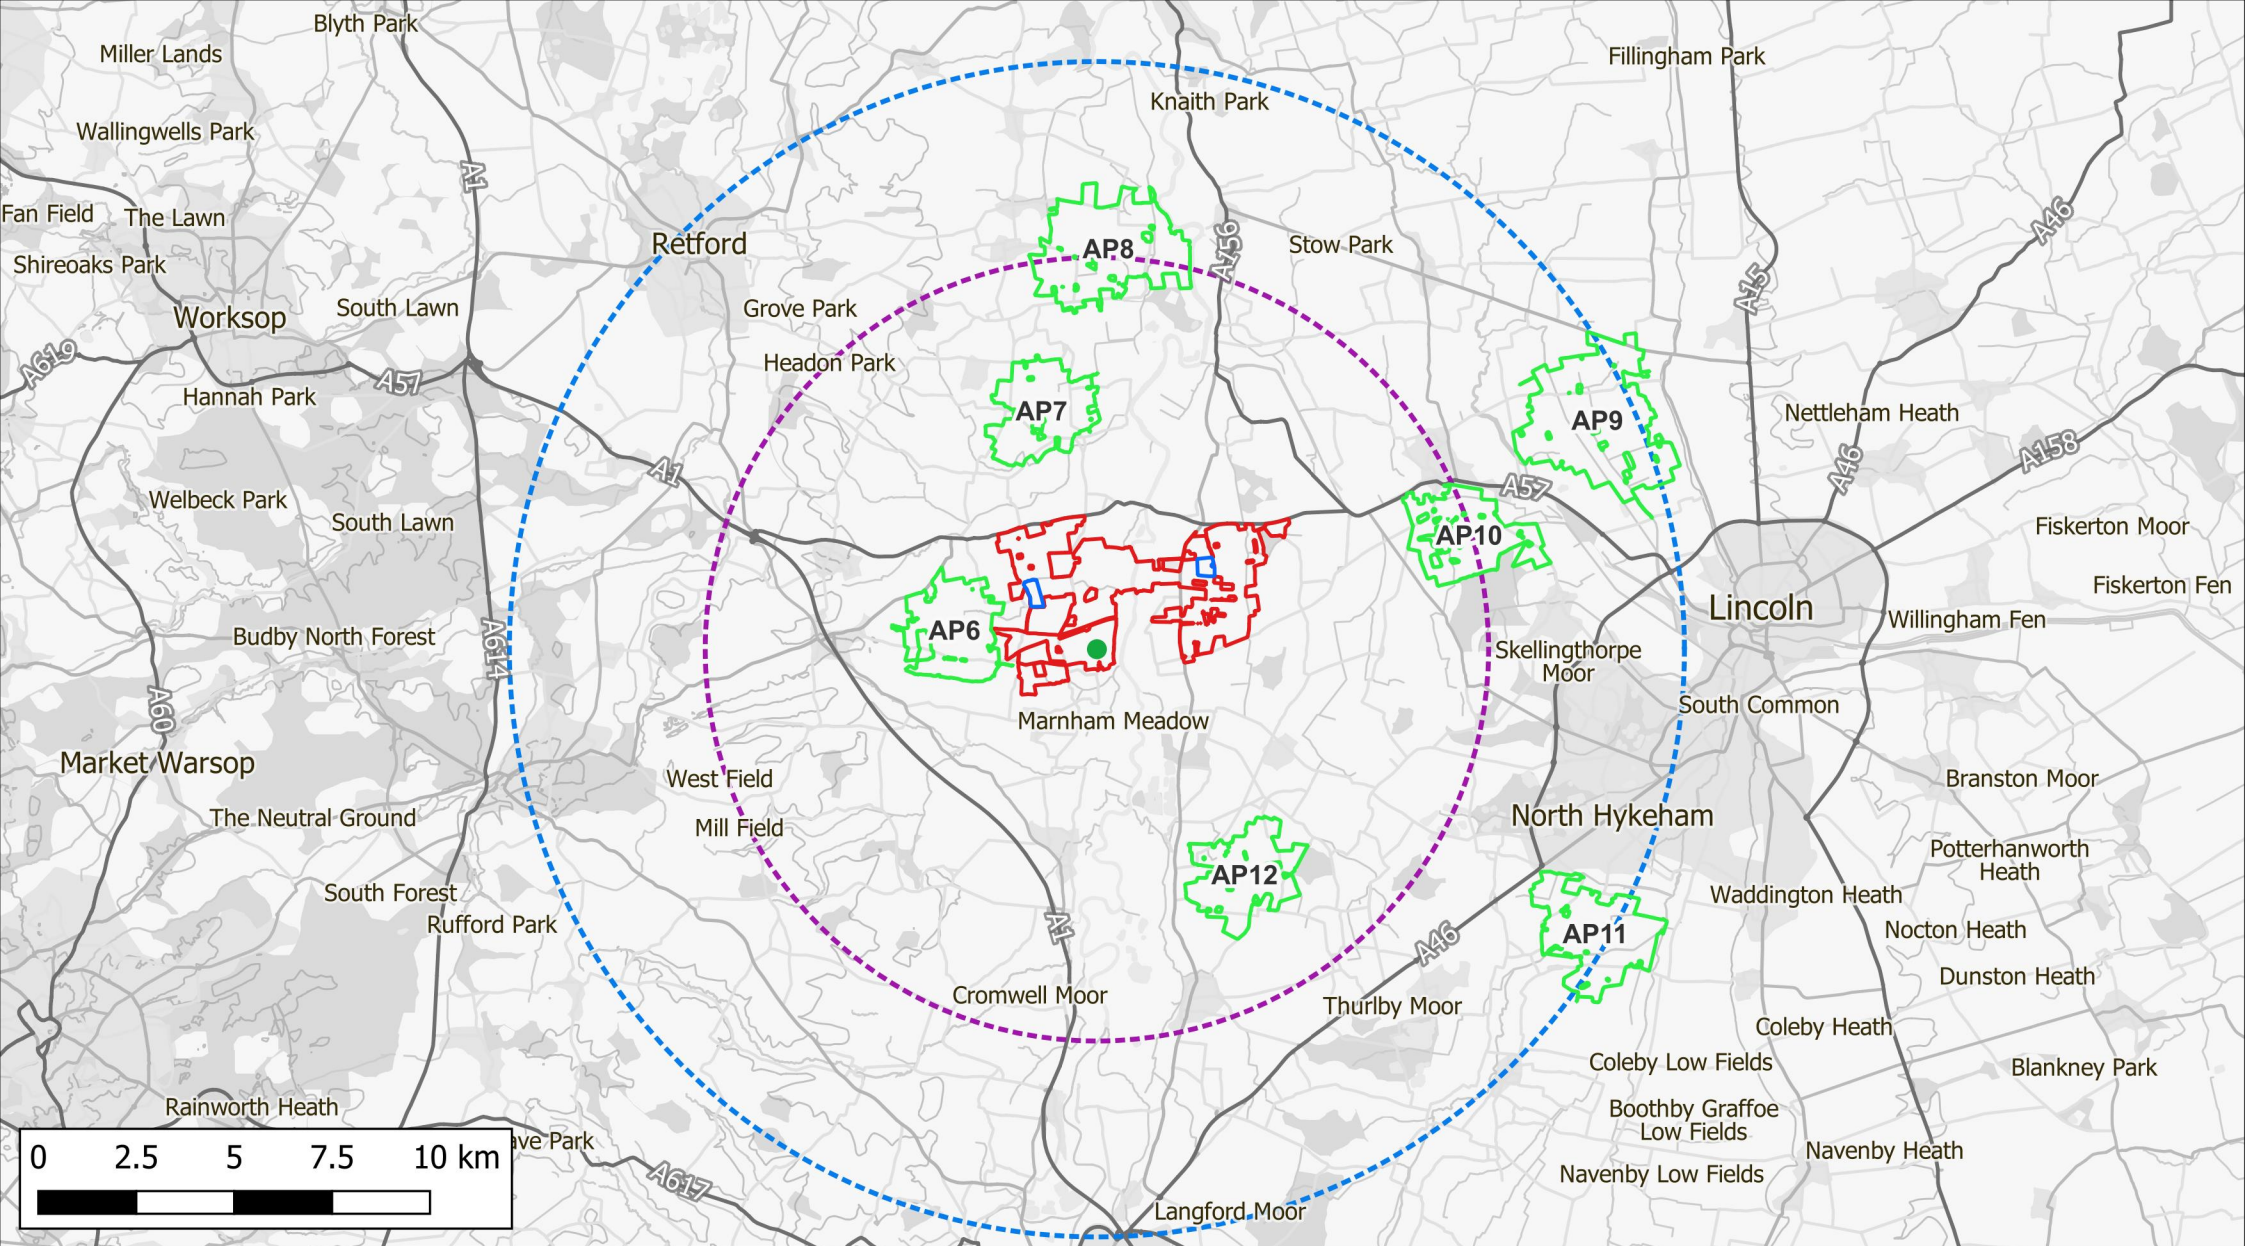 Blyth Park
Miller Lands
Fillingham Park
Knaith Park
Wallingwells Park
A1
Fan Field
The Lawn
A46
A156
Retford
Stow Park
AP8
Shireoaks Park
A15
South Lawn
Grove Park
Worksop
A619
Headon Park
A57
Hannah Park
AP7
Nettleham Heath
AP9
A158
A46
A1
A57
Welbeck Park
South Lawn
Fiskerton Moor
AP10
Fiskerton Fen
Lincoln
Willingham Fen
AP6
Budby North Forest
A614
Skellingthorpe
Moor
South Common
A60
Marnham Meadow
Market Warsop
West Field
Branston Moor
The Neutral Ground
North Hykeham
Mill Field
Potterhanworth
Heath
AP12
South Forest
Waddington Heath
Rufford Park
A1
Nocton Heath
AP11
A46
Dunston Heath
Cromwell Moor
Thurlby Moor
Coleby Heath
Coleby Low Fields
Blankney Park
Rainworth Heath
Boothby Graffoe
Low Fields
ave Park
Navenby Heath
0 2.5 5 7.5 10 km
Navenby Low Fields
A617
Langford Moor